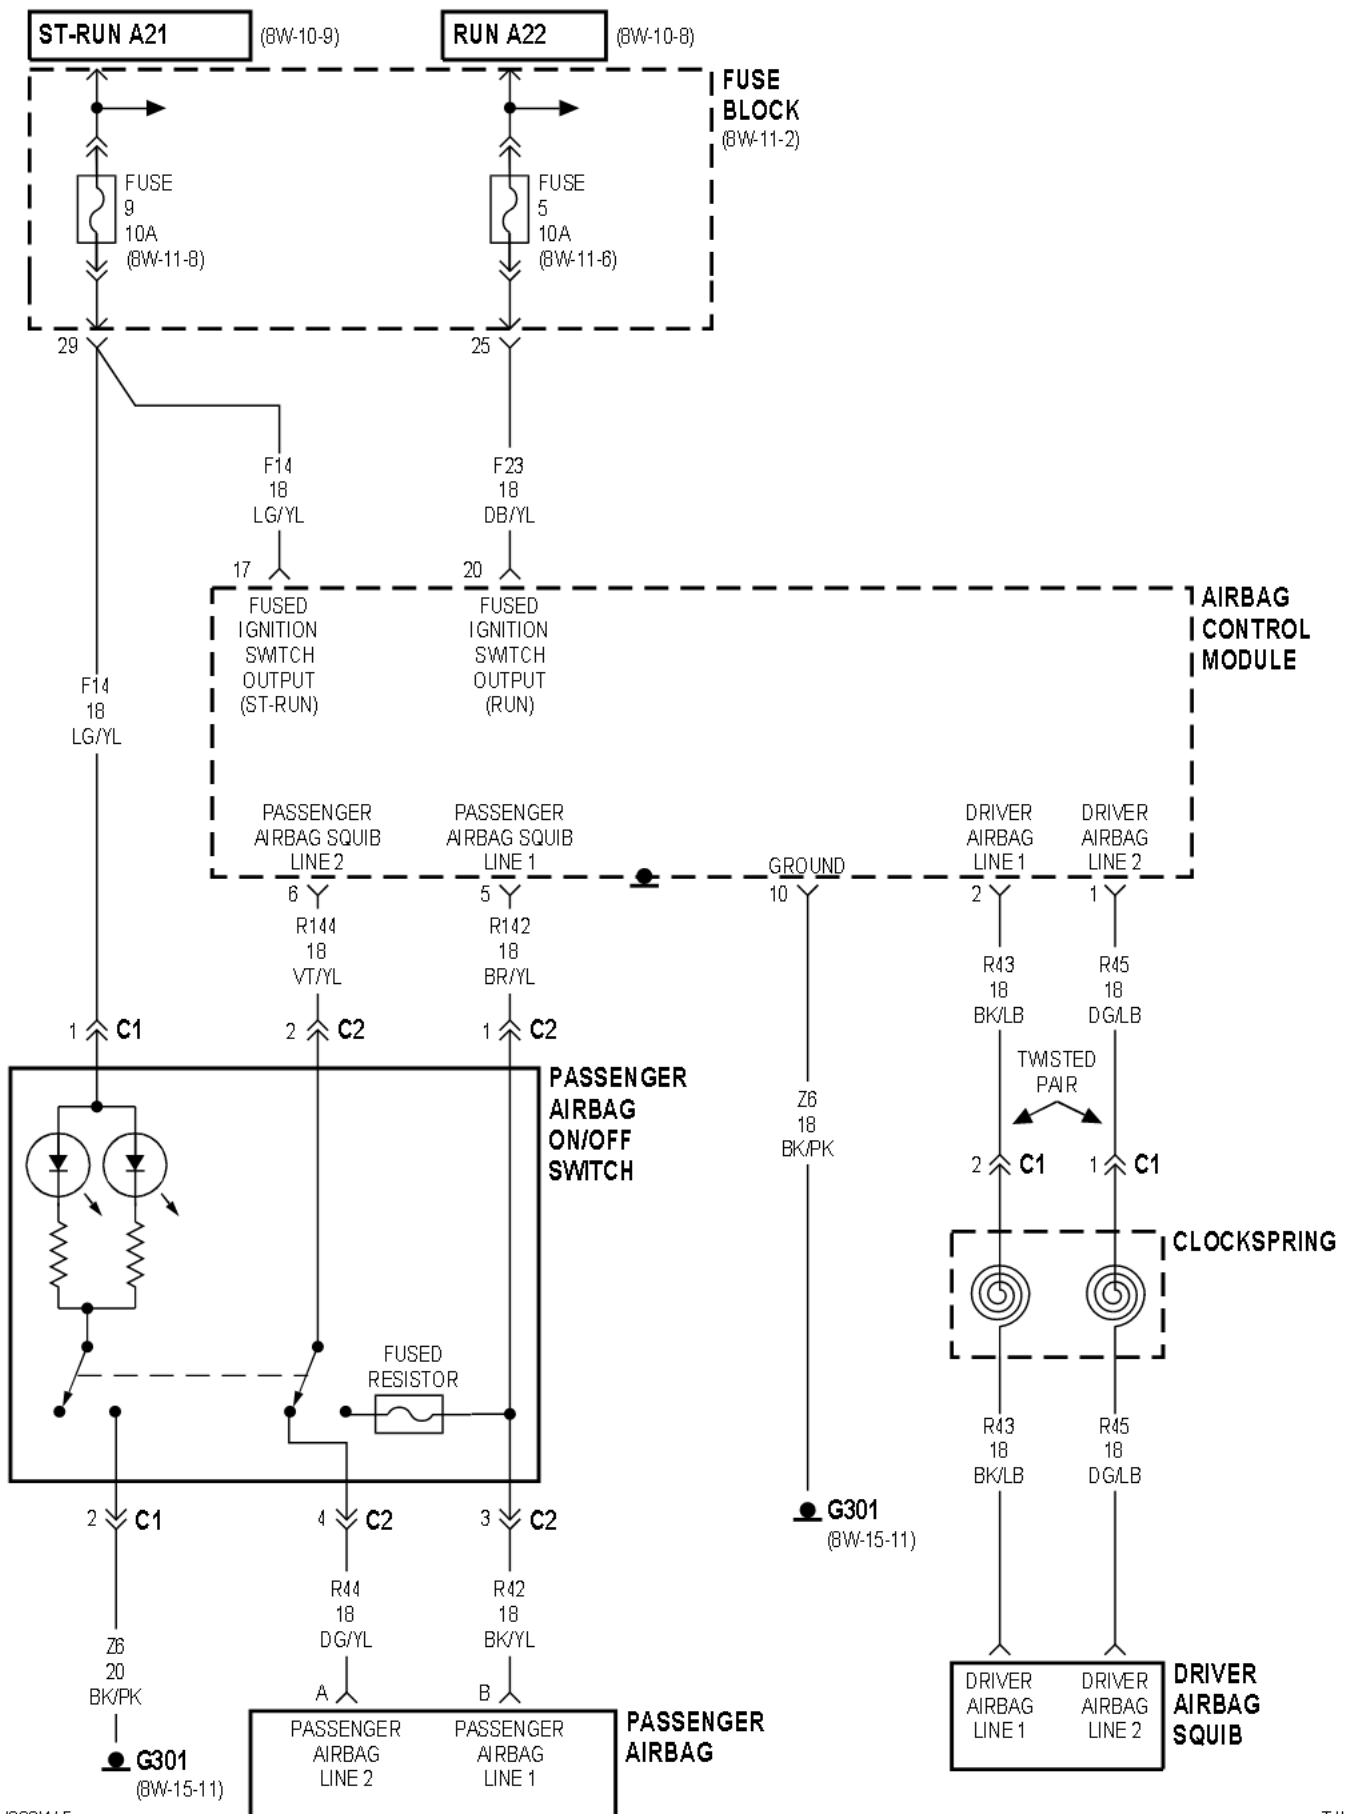 ST-RUN A21
(8W-10-9)
RUN A22
(8W-10-8)
FUSE
BLOCK
(8W-11-2)
FUSE
9
10A
(8W-11-8)
FUSE
5
10A
(8W-11-6)
29
25
F14
18
LG/YL
F23
18
DB/YL
17
20
FUSED
IGNITION
SWITCH
OUTPUT
(ST-RUN)
FUSED
IGNITION
SWITCH
OUTPUT
(RUN)
AIRBAG
CONTROL
MODULE
F14
18
LG/YL
PASSENGER
AIRBAG SQUIB
LINE 2
PASSENGER
AIRBAG SQUIB
LINE 1
GROUND
DRIVER
AIRBAG
LINE 1
DRIVER
AIRBAG
LINE 2
6
5
10
2
1
R144
18
VT/YL
R142
18
BR/YL
R43
18
BK/LB
R45
18
DG/LB
1 C1
2 C2
1 C2
TWISTED
PAIR
PASSENGER
AIRBAG
ON/OFF
SWITCH
Z6
18
BK/PK
2 C1
1 C1
CLOCKSPRING
FUSED
RESISTOR
R43
18
BK/LB
R45
18
DG/LB
2 C1
4 C2
3 C2
G301
(8W-15-11)
R44
18
DG/YL
R42
18
BK/YL
Z6
20
BK/PK
A
B
G301
(8W-15-11)
PASSENGER
AIRBAG
LINE 2
PASSENGER
AIRBAG
LINE 1
PASSENGER
AIRBAG
DRIVER
AIRBAG
LINE 1
DRIVER
AIRBAG
LINE 2
DRIVER
AIRBAG
SQUIB